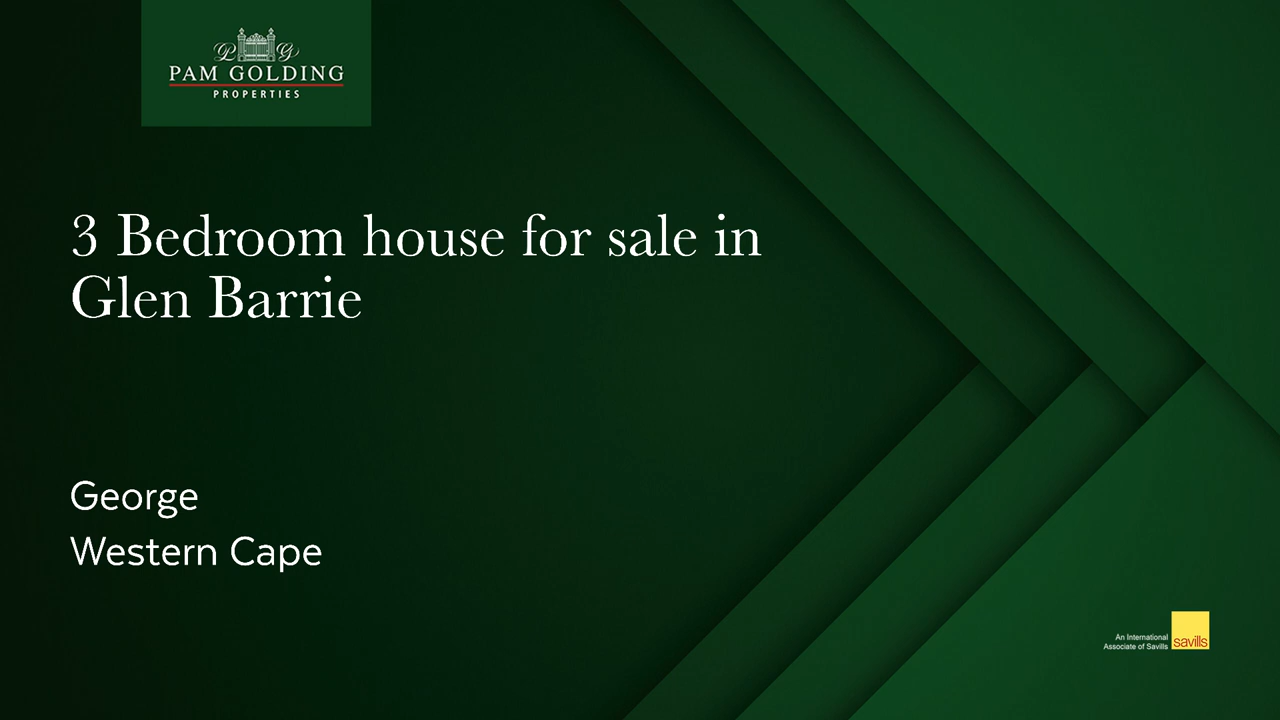 P G
PAM GOLDING
PROPERTIES
3 Bedroom house for sale in
Glen Barrie
George
Western Cape
An International
Associate of Savills
savills